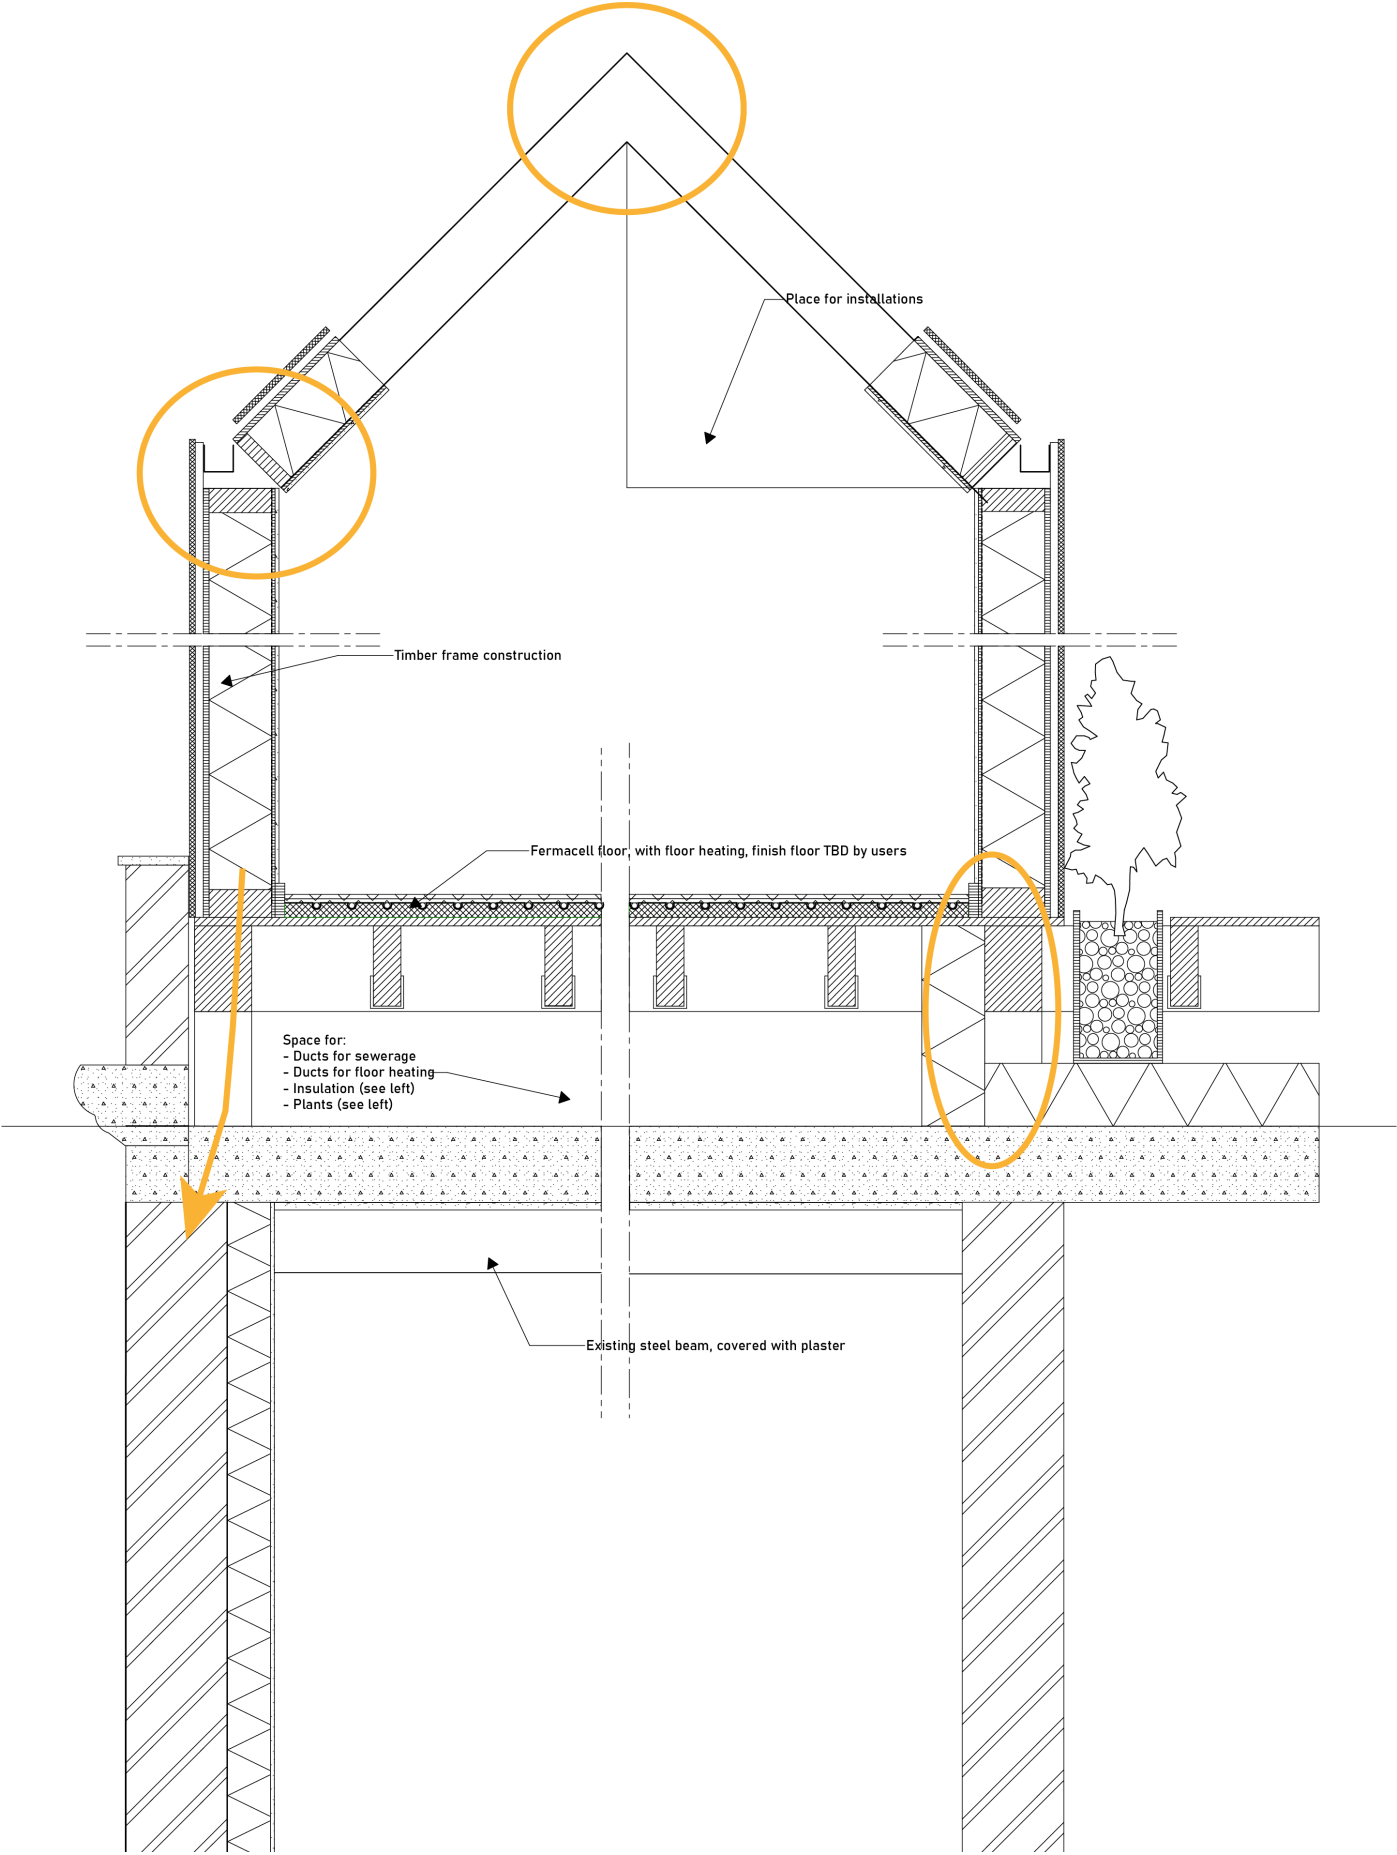 Place for installations
Timber frame construction
Fermacell floor, with floor heating, finish floor TBD by users
Space for:
- Ducts for sewerage
- Ducts for floor heating
- Insulation (see left)
- Plants (see left)
Existing steel beam, covered with plaster